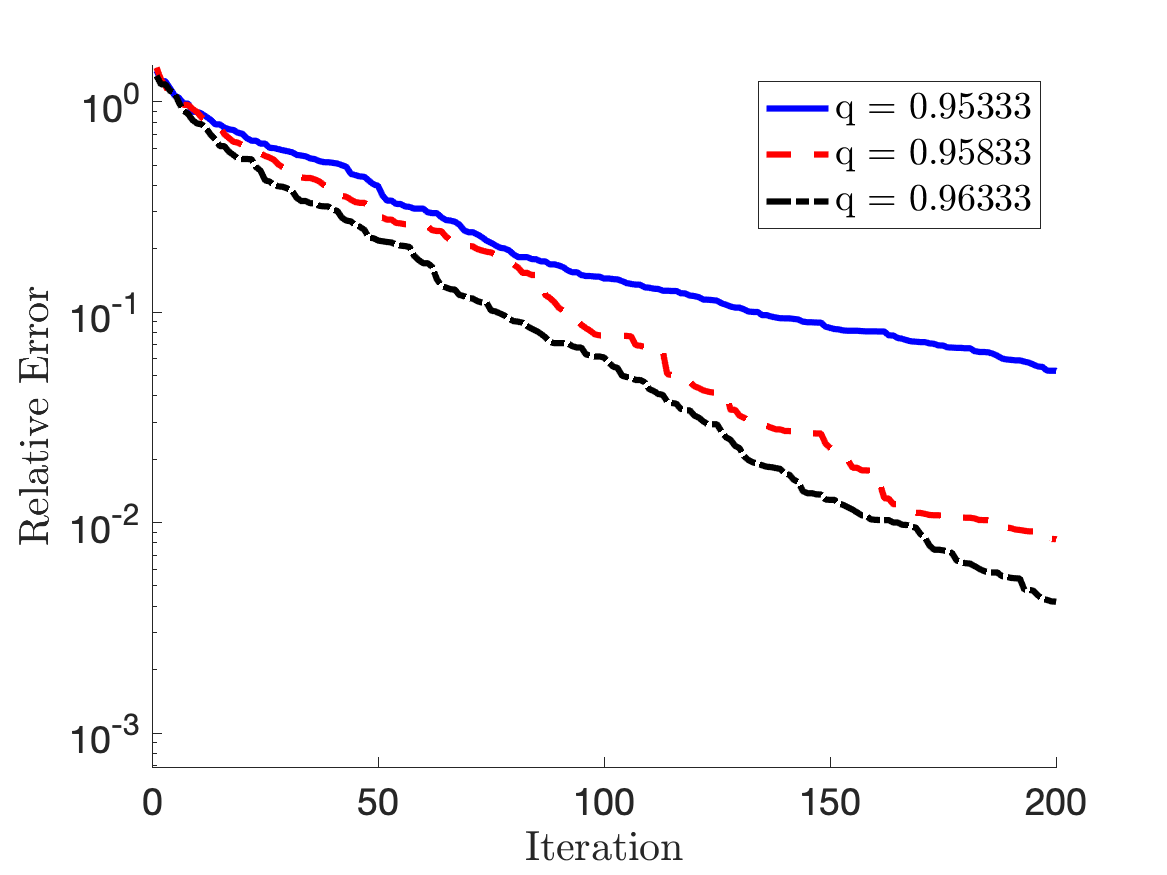 q = 0.95333
q = 0.95833
q = 0.96333
10^0
10^-1
10^-2
10^-3
Relative Error
0 50 100 150 200
Iteration